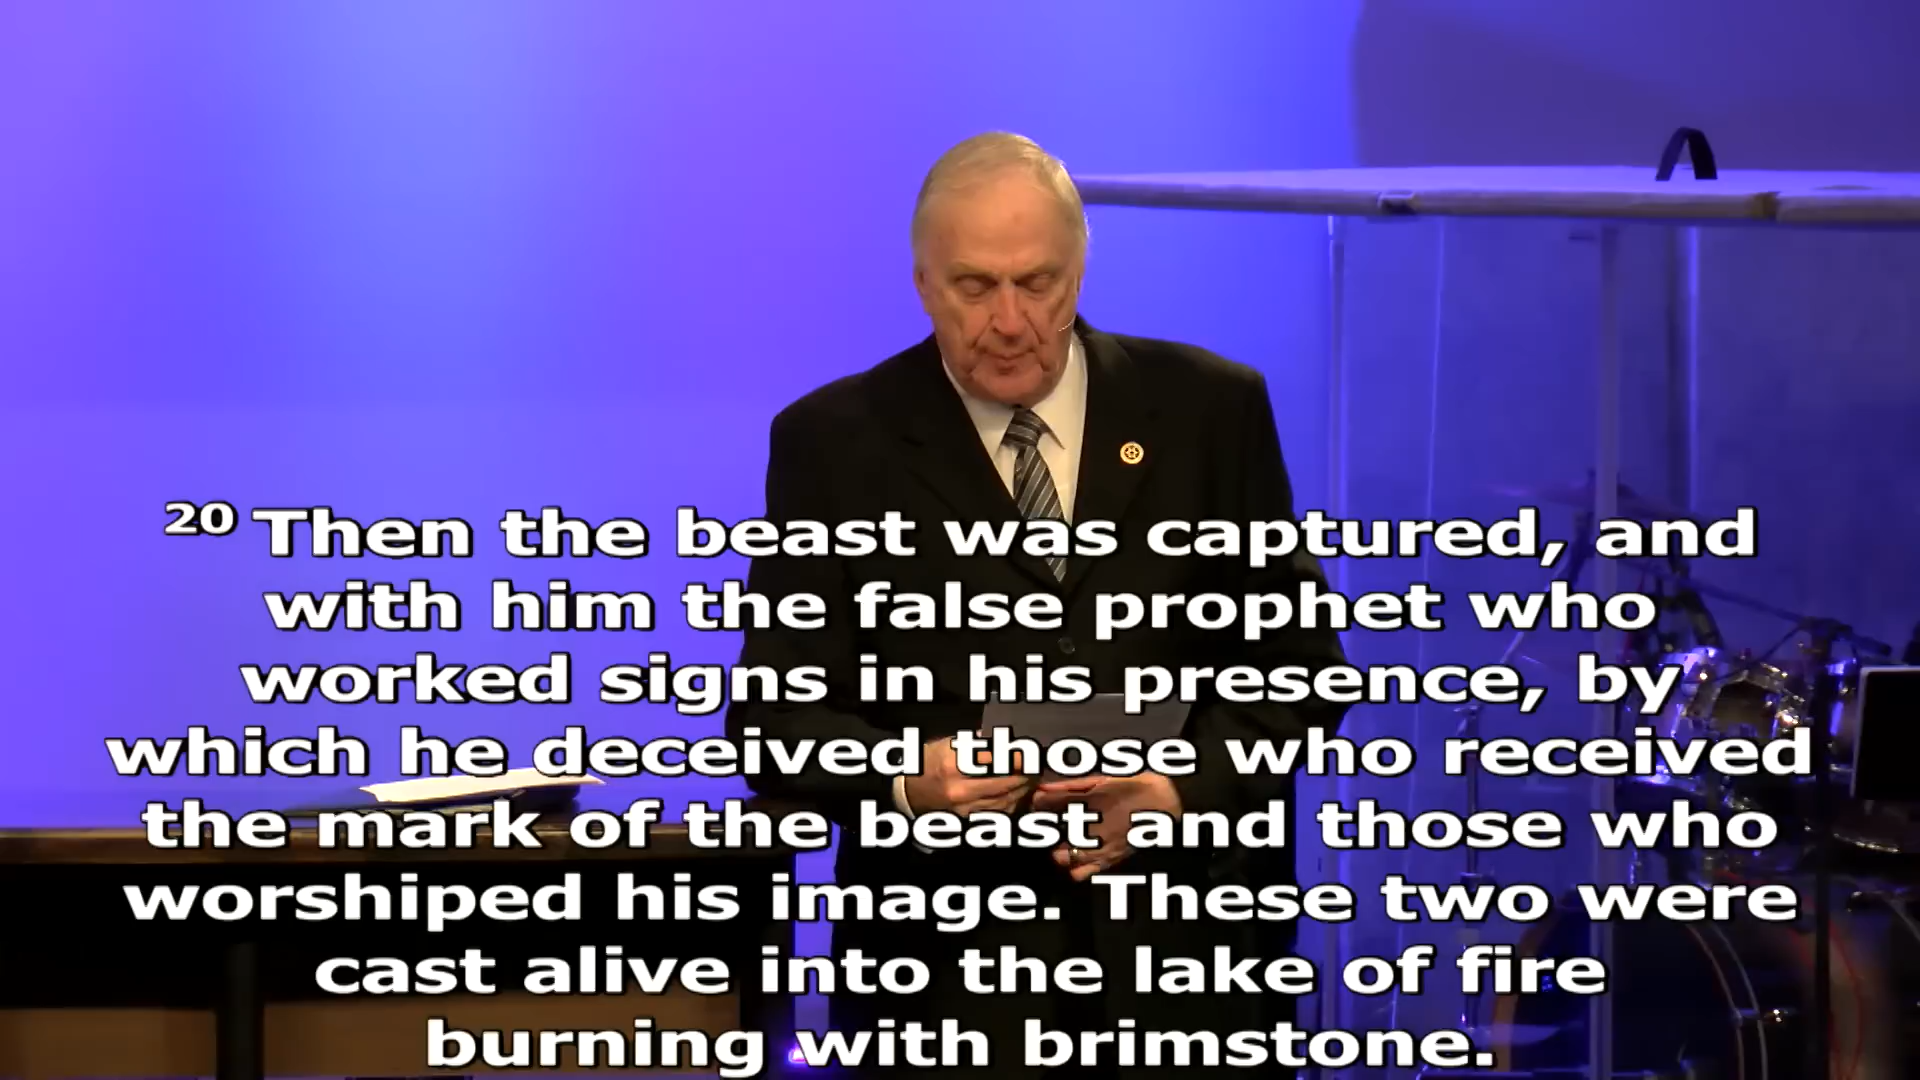 20 Then the beast was captured, and
with him the false prophet who
worked signs in his presence, by
which he deceived those who received
the mark of the beast and those who
worshiped his image. These two were
cast alive into the lake of fire
burning with brimstone.